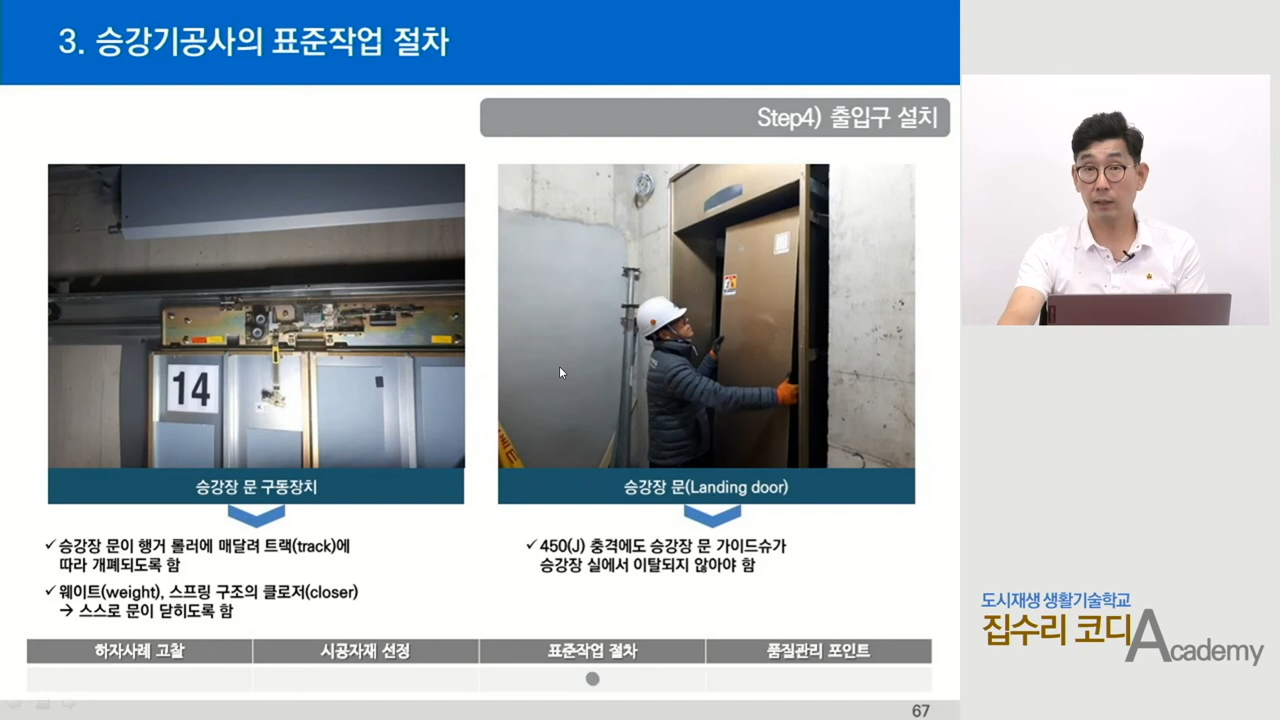 3. 승강기공사의 표준작업 절차
Step4) 출입구 설치
14
승강장 문 구동장치
승강장 문(Landing door)
✓승강장 문이 행거 롤러에 매달려 트랙(track)에
따라 개폐되도록 함
✓웨이트(weight), 스프링 구조의 클로저(closer)
→ 스스로 문이 닫히도록 함
✓450(J) 충격에도 승강장 문 가이드슈가
승강장 실에서 이탈되지 않아야 함
하자사례 고찰
시공자재 선정
표준작업 절차
품질관리 포인트
67
도시재생 생활기술학교
집수리 코디
Academy